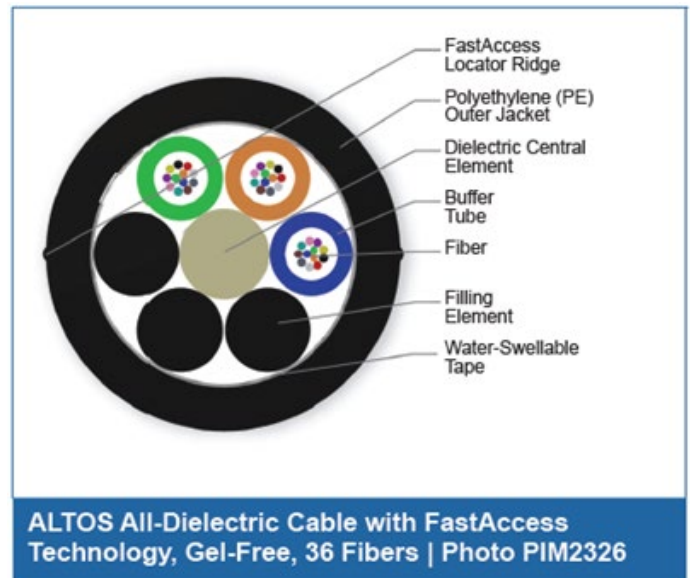 FastAccess
Locator Ridge
Polyethylene (PE)
Outer Jacket
Dielectric Central
Element
Buffer
Tube
Fiber
Filling
Element
Water-Swellable
Tape
ALTOS All-Dielectric Cable with FastAccess
Technology, Gel-Free, 36 Fibers | Photo PIM2326